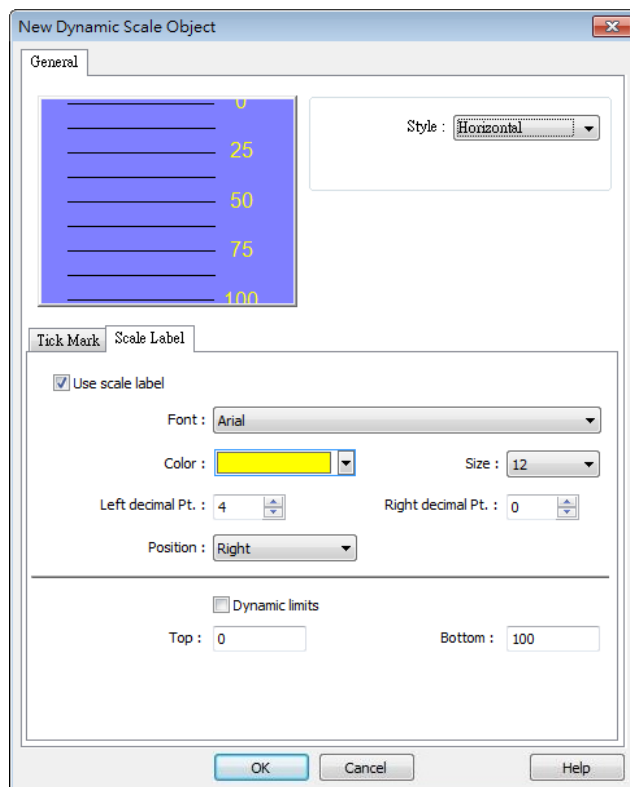 New Dynamic Scale Object
General
0
25
50
75
100
Style : Horizontal
Tick Mark Scale Label
Use scale label
Font : Arial
Color : Size : 12
Left decimal Pt. : 4 Right decimal Pt. : 0
Position : Right
Dynamic limits
Top : 0 Bottom : 100
OK Cancel Help